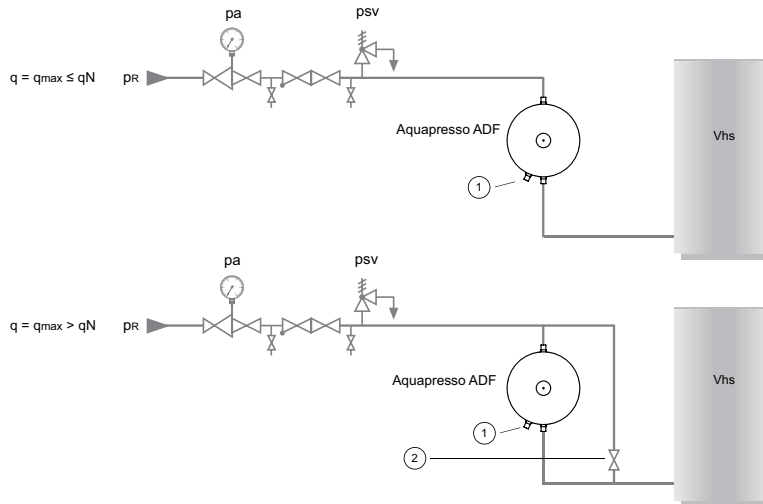 pa
psv
q = qmax ≤ qN
pR
Aquapresso ADF
Vhs
1
pa
psv
q = qmax > qN
pR
Aquapresso ADF
Vhs
1
2